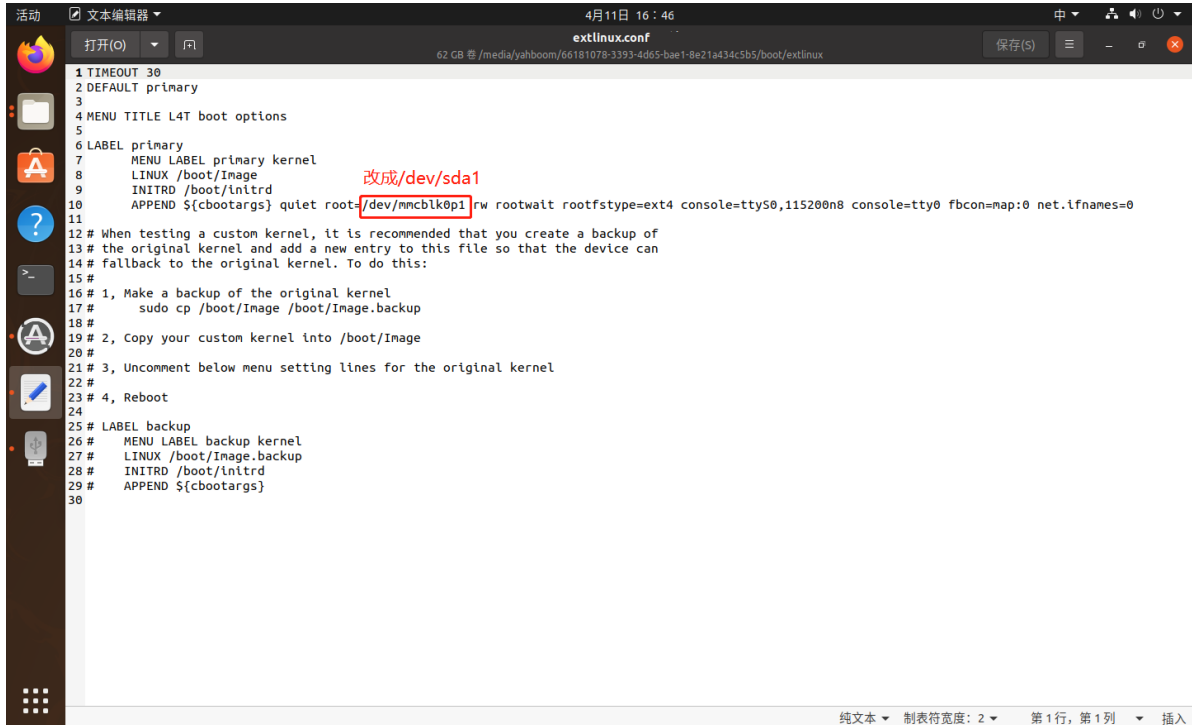 活动 文本编辑器 4月11日 16：46 中
打开(O) extlinux.conf 保存(S)
62 GB 卷 /media/yahboom/66181078-3393-4d65-bae1-8e21a434c5b5/boot/extlinux
1 TIMEOUT 30
2 DEFAULT primary
3
4 MENU TITLE L4T boot options
5
6 LABEL primary
7 MENU LABEL primary kernel
8 LINUX /boot/Image
改成/dev/sda1
9 INITRD /boot/initrd
10 APPEND ${cbootargs} quiet root=/dev/mmcblk0p1 rw rootwait rootfstype=ext4 console=ttyS0,115200n8 console=tty0 fbcon=map:0 net.ifnames=0
11
12 # When testing a custom kernel, it is recommended that you create a backup of
13 # the original kernel and add a new entry to this file so that the device can
14 # fallback to the original kernel. To do this:
15 #
16 # 1, Make a backup of the original kernel
17 # sudo cp /boot/Image /boot/Image.backup
18 #
19 # 2, Copy your custom kernel into /boot/Image
20 #
21 # 3, Uncomment below menu setting lines for the original kernel
22 #
23 # 4, Reboot
24
25 # LABEL backup
26 # MENU LABEL backup kernel
27 # LINUX /boot/Image.backup
28 # INITRD /boot/initrd
29 # APPEND ${cbootargs}
30
纯文本 制表符宽度：2 第1行，第1列 插入